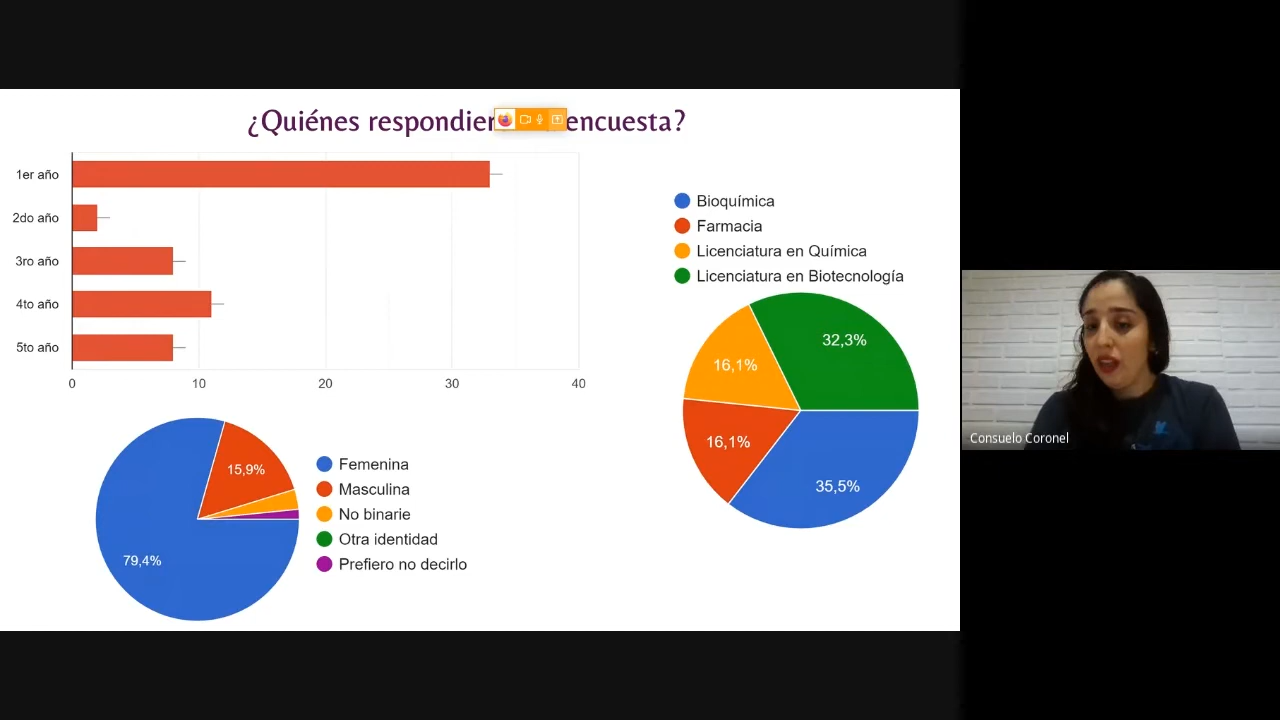 ¿Quiénes respondier encuesta?
1er año
2do año
3ro año
4to año
5to año
0 10 20 30 40
Bioquímica
Farmacia
Licenciatura en Química
Licenciatura en Biotecnología
32,3%
16,1%
16,1%
35,5%
15,9%
79,4%
Femenina
Masculina
No binarie
Otra identidad
Prefiero no decirlo
Consuelo Coronel